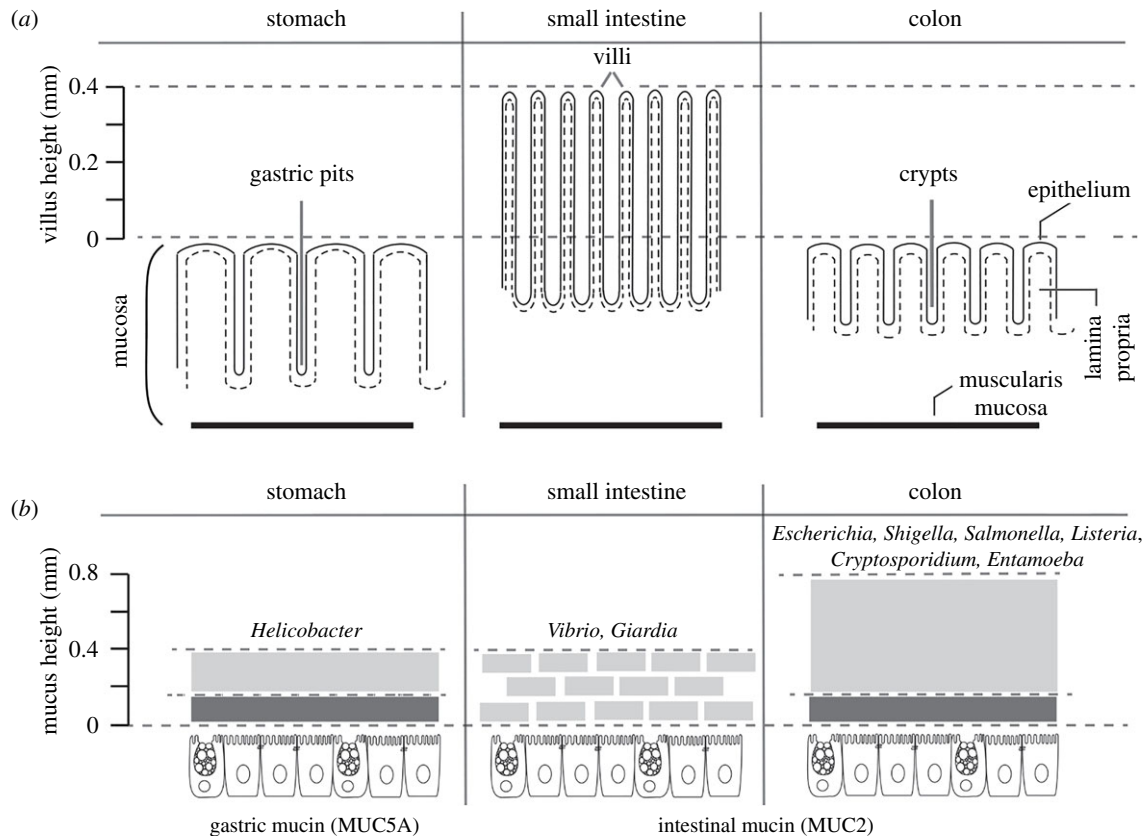 (a)
stomach
small intestine
colon
villus height (mm)
0.4
0.2
0
villi
gastric pits
crypts
epithelium
mucosa
lamina
propria
muscularis
mucosa
(b)
stomach
small intestine
colon
mucus height (mm)
0.8
0.4
0
Helicobacter
Vibrio, Giardia
Escherichia, Shigella, Salmonella, Listeria,
Cryptosporidium, Entamoeba
gastric mucin (MUC5A)
intestinal mucin (MUC2)